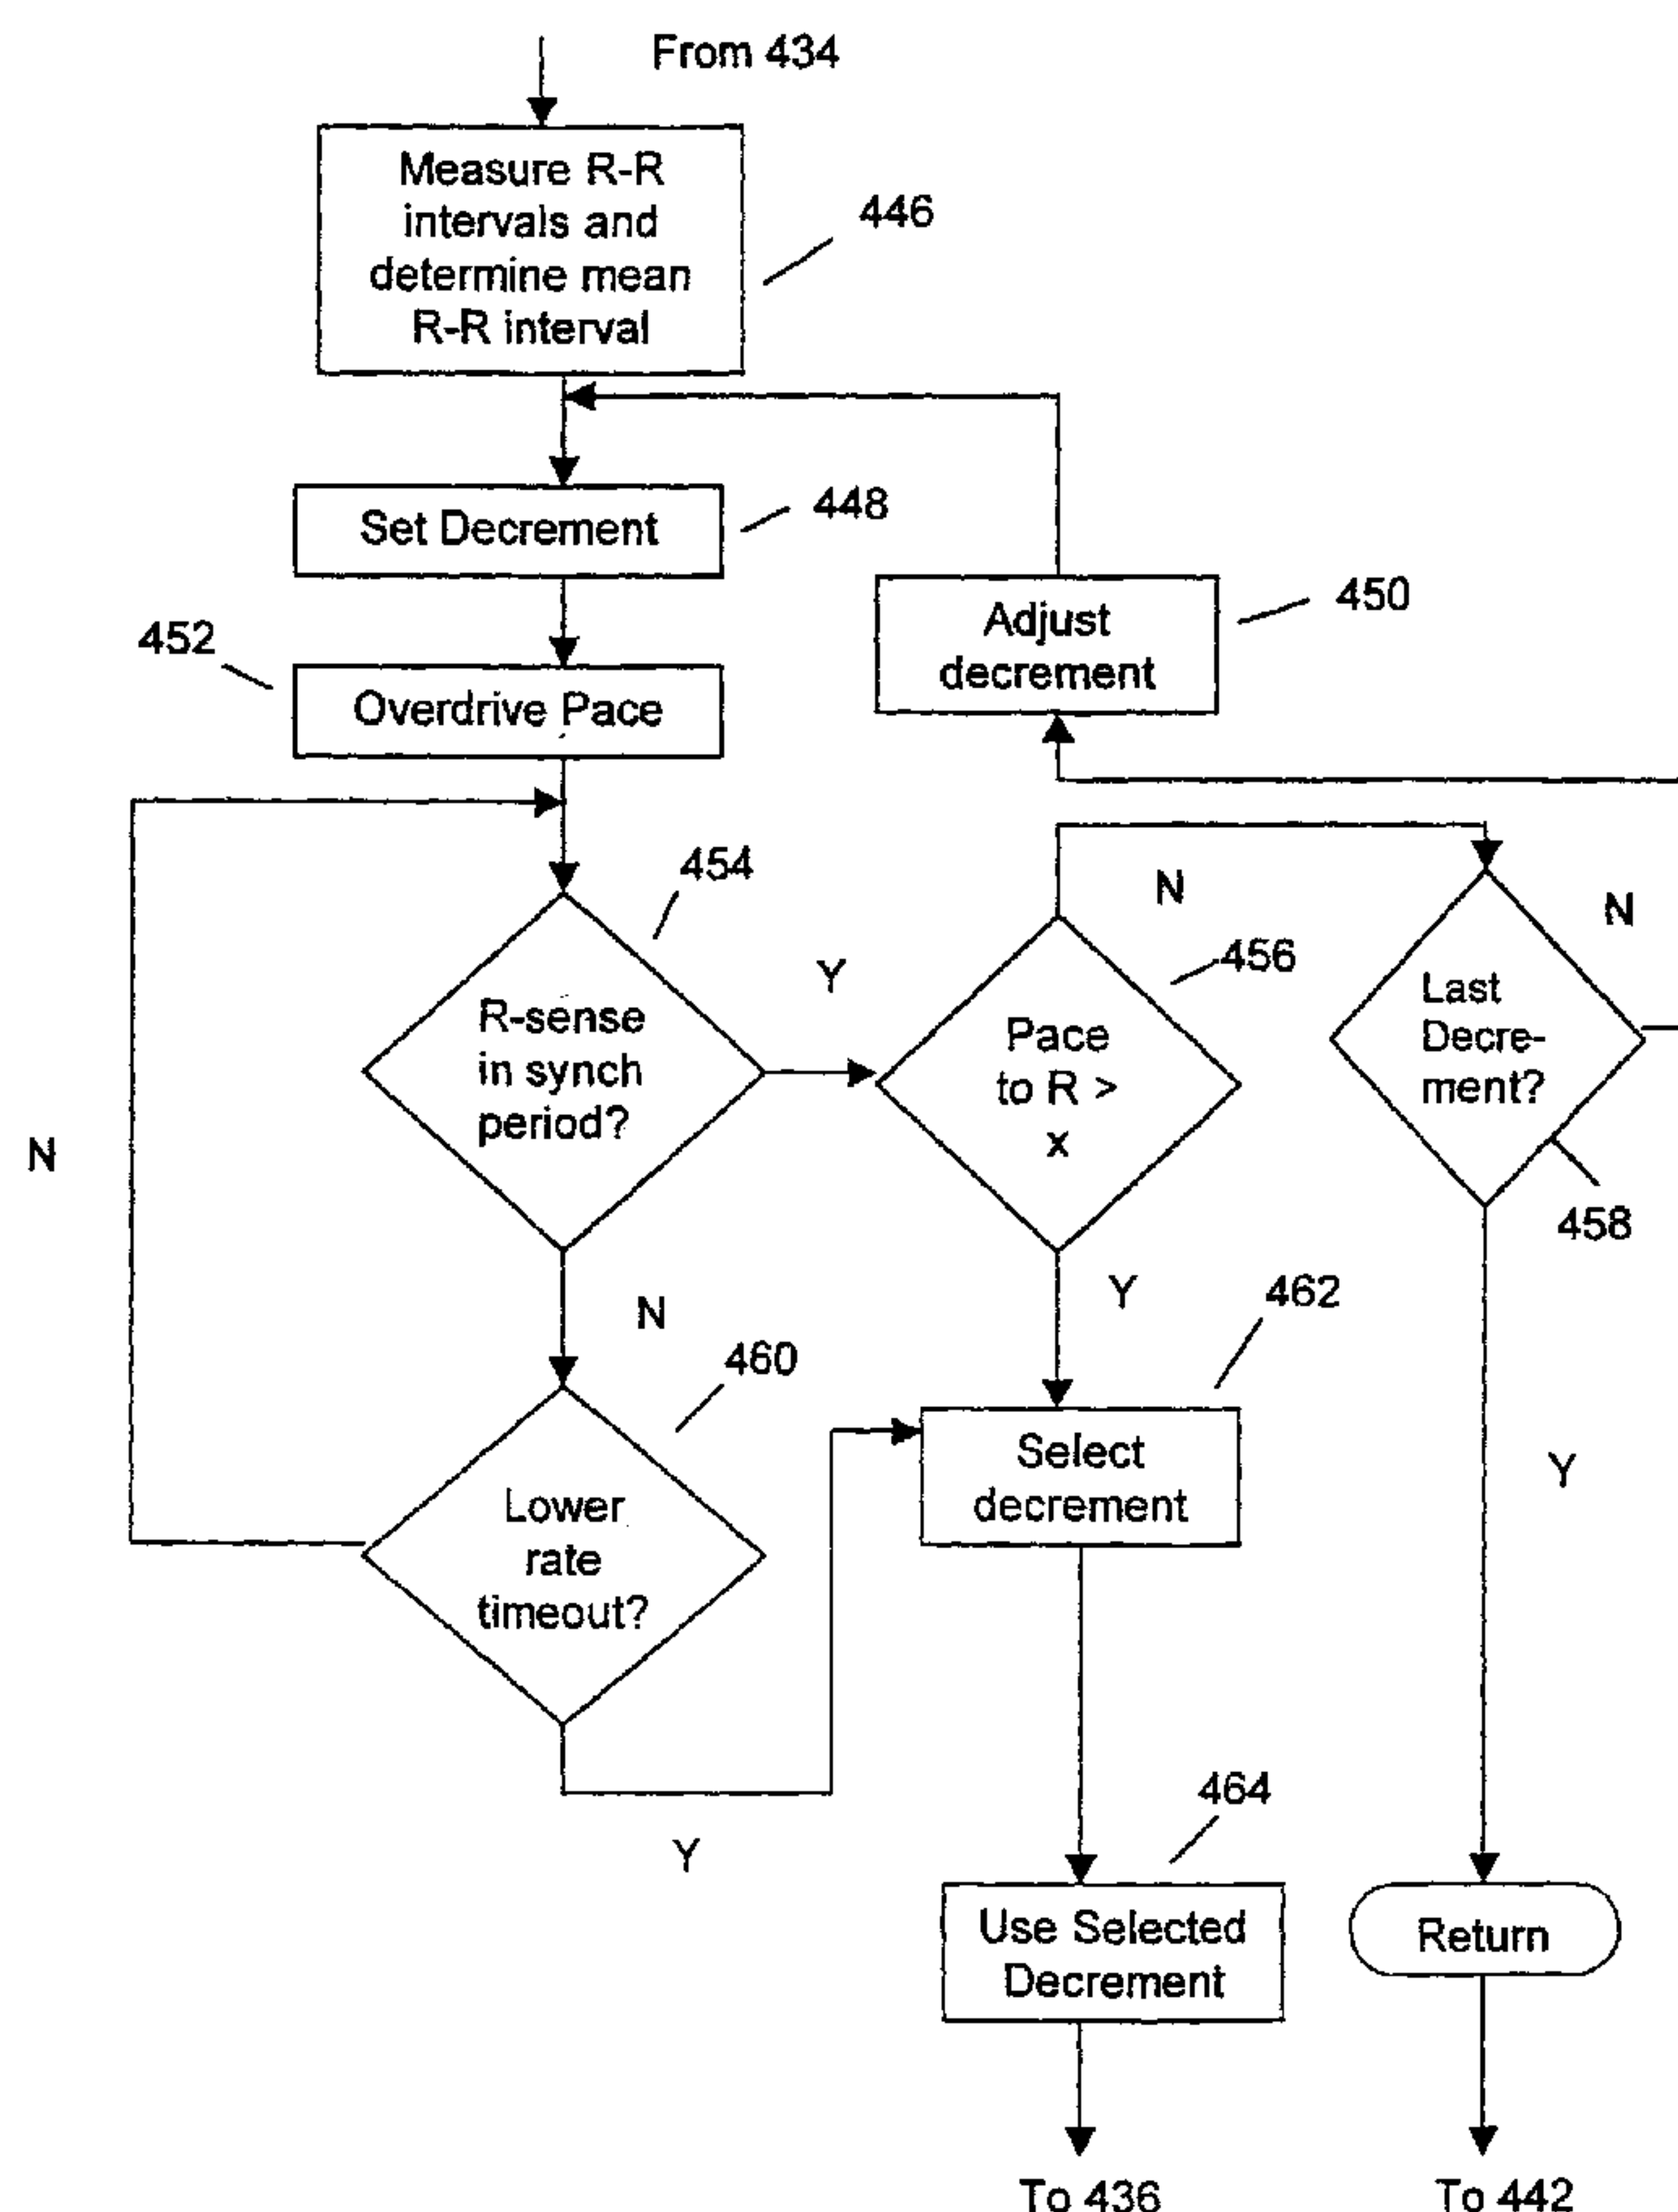 From 434
Measure R-R
intervals and
determine mean
R-R interval
446
Set Decrement
448
Adjust
decrement
450
452
Overdrive Pace
454
R-sense
in synch
period?
Y
N
456
Pace
to R >
x
N
Last
Decre-
ment?
N
458
N
Y
462
460
Lower
rate
timeout?
Select
decrement
Y
Y
464
Use Selected
Decrement
Return
To 436
To 442